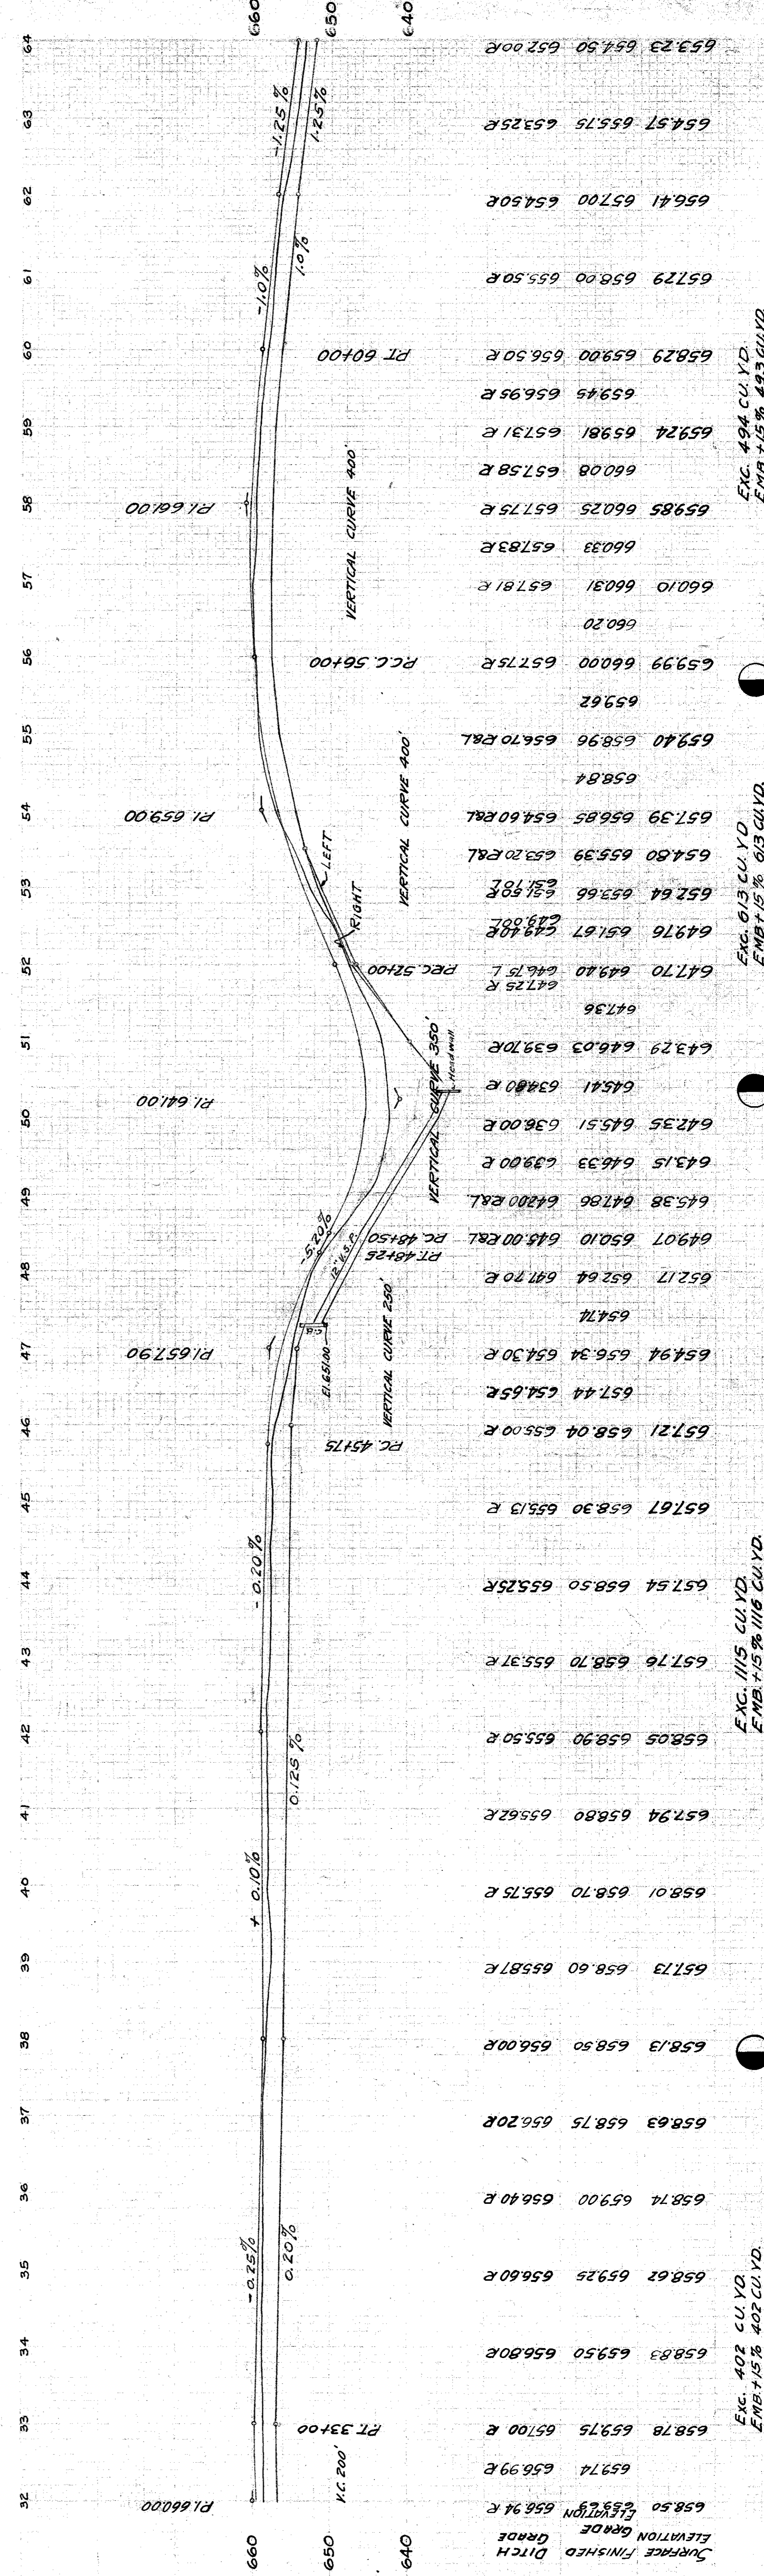 64 63 62 61 60 59 58 57 56 55 54 53 52 51 50 49 48 47 46 45 44 43 42 41 40 39 38 37 36 35 34 33 32
660 650 640
-1.25%
1.25%
-1.0%
1.0%
P.T. 60+00
P.I. 661.00
VERTICAL CURVE 400'
P.C.C. 56+00
P.I. 659.00
VERTICAL CURVE 400'
LEFT
RIGHT
P.R.C. 52+00
P.I. 641.00
VERTICAL CURVE 350'
Head wall
-5.20%
12" V.S.P.
P.C. 48+50
P.T. 48+25
P.I. 657.90
C.B.
El. 651.00
VERTICAL CURVE 250'
P.C. 45+75
-0.20%
0.125%
+ 0.10%
-0.25%
0.20%
P.T. 33+00
V.C. 200'
P.I. 660.00
660 650 640
653.23 654.50 652.00 R
654.57 655.75 653.25 R
656.41 657.00 654.50 R
657.29 658.00 655.50 R
658.29 659.00 656.50 R
659.45 656.95 R
659.24 659.81 657.31 R
660.08 657.58 R
659.85 660.25 657.75 R
660.33 657.83 R
660.10 660.31 657.81 R
660.20
659.99 660.00 657.75 R
659.62
659.40 658.96 656.70 R&L
658.84
657.39 656.85 654.60 R&L
654.80 655.39 653.20 R&L
651.70 L
652.64 653.66 651.50 R
649.00 L
649.76 651.67 649.40 R
647.70 649.40 646.75 L
647.25 R
647.36
643.29 646.03 639.70 R
645.41 634.80 R
642.35 645.51 636.00 R
643.15 646.33 639.00 R
645.38 647.86 642.00 R&L
649.07 650.10 645.00 R&L
652.17 652.64 647.70 R
654.74
654.94 656.34 654.30 R
657.44 654.65 R
657.21 658.04 655.00 R
657.67 658.30 655.13 R
657.54 658.50 655.25 R
657.76 658.70 655.37 R
658.05 658.90 655.50 R
657.94 658.80 655.62 R
658.01 658.70 655.75 R
657.73 658.60 655.87 R
658.13 658.50 656.00 R
658.63 658.75 656.20 R
658.74 659.00 656.40 R
658.62 659.25 656.60 R
658.83 659.50 656.80 R
658.78 659.75 657.00 R
659.74 656.99 R
658.50 659.69 656.94 R
SURFACE ELEVATION
FINISHED GRADE ELEVATION
DITCH GRADE
EXC. 494 CU. YD.
EMB. +15% 493 CU. YD.
EXC. 613 CU. YD
EMB +15% 613 CU. YD.
EXC. 1115 CU. YD.
EMB. +15% 1116 CU. YD.
EXC. 402 CU. YD.
EMB. +15% 402 CU. YD.